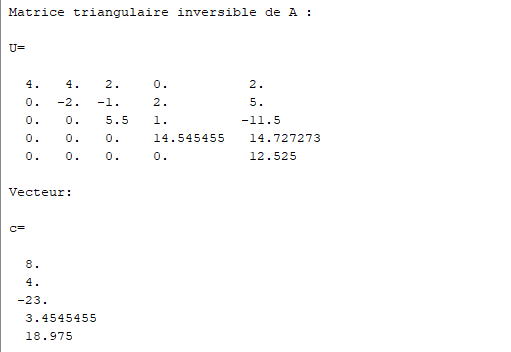 Matrice triangulaire inversible de A :
U=
4. 4. 2. 0. 2.
0. -2. -1. 2. 5.
0. 0. 5.5 1. -11.5
0. 0. 0. 14.545455 14.727273
0. 0. 0. 0. 12.525
Vecteur:
c=
8.
4.
-23.
3.4545455
18.975